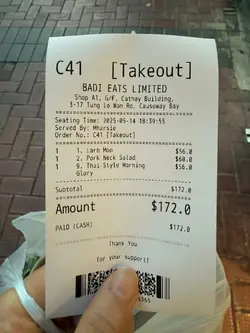 C41 [Takeout]
BADI EATS LIMITED
Shop A1, G/F, Cathay Building,
3-17 Tung Lo Wan Rd, Causeway Bay
Seating Time: 2025-05-14 18:39:55
Served By: Mhursie
Order No.: C41 [Takeout]
1 1. Larb Moo $56.0
1 2. Pork Neck Salad $60.0
1 9. Thai Style Morning $56.0
Glory
Subtotal $172.0
Amount $172.0
PAID (CASH) $172.0
Thank You
for your support!